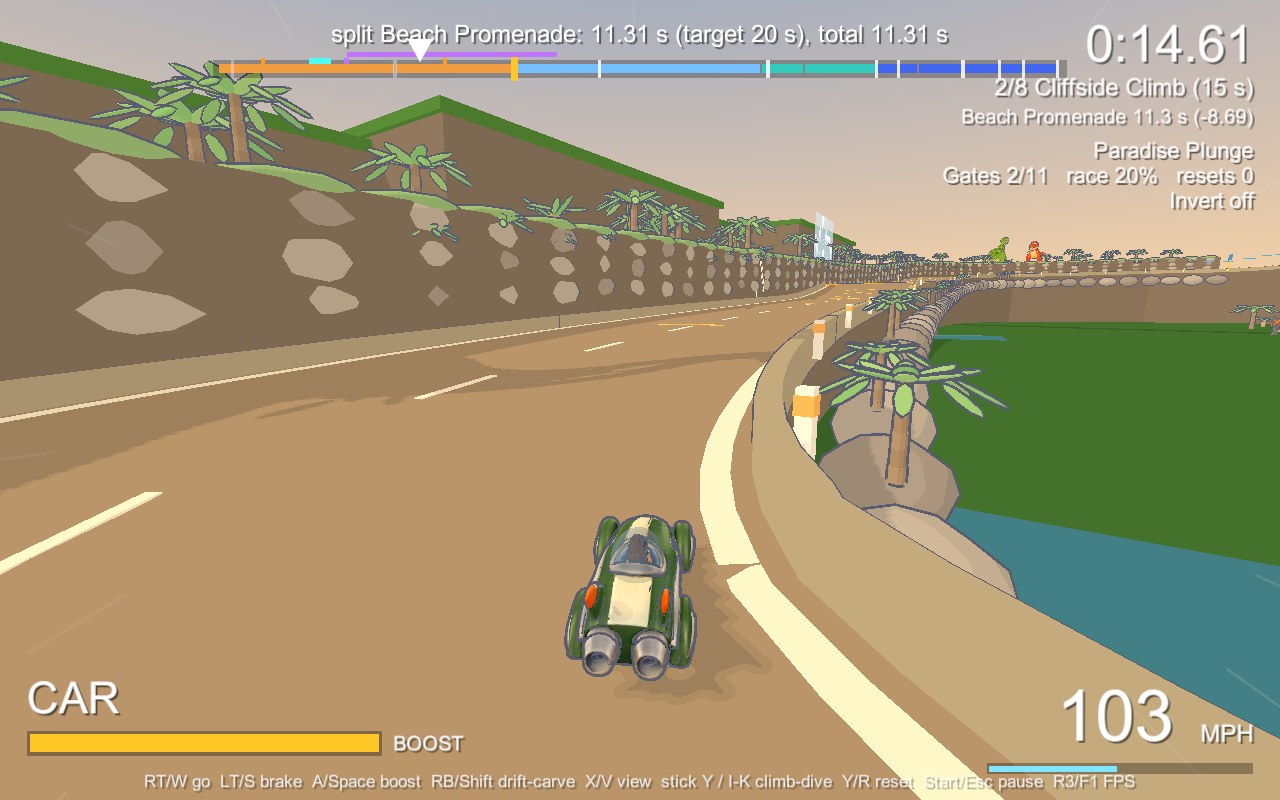 split Beach Promenade: 11.31 s (target 20 s), total 11.31 s
0:14.61
2/8 Cliffside Climb (15 s)
Beach Promenade 11.3 s (-8.69)
Paradise Plunge
Gates 2/11 race 20% resets 0
Invert off
CAR
BOOST
103 MPH
RT/W go LT/S brake A/Space boost RB/Shift drift-carve X/V view stick Y / I-K climb-dive Y/R reset Start/Esc pause R3/F1 FPS